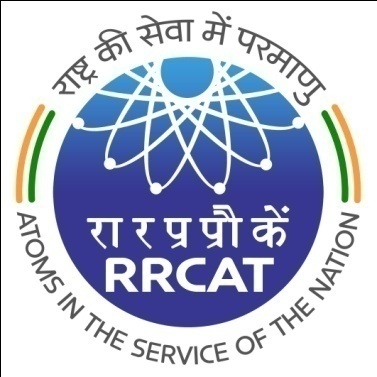 राष्ट्र की सेवा में परमाणु
रा र प्र प्रौ कें
RRCAT
ATOMS IN THE SERVICE OF THE NATION